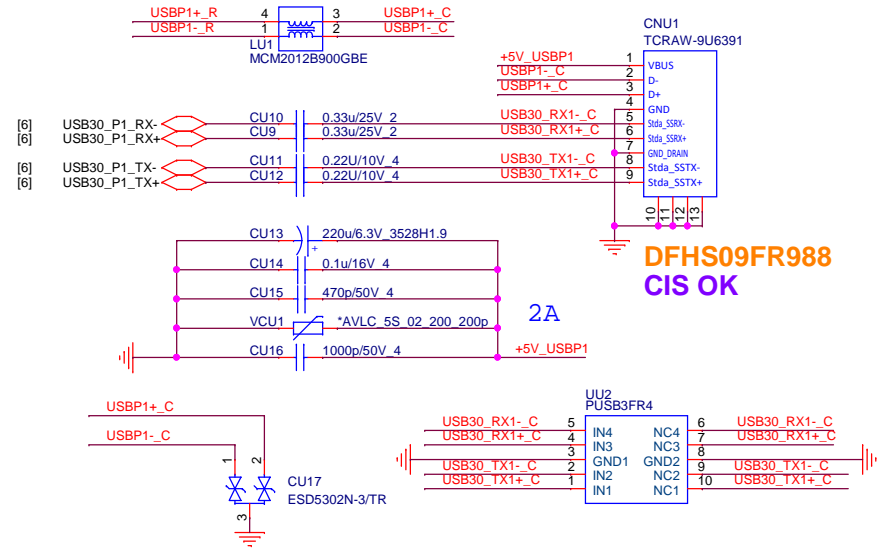 USBP1+_R 4 3 USBP1+_C
USBP1-_R 1 2 USBP1-_C
LU1
MCM2012B900GBE
CNU1
TCRAW-9U6391
+5V_USBP1 1 VBUS
USBP1-_C 2 D-
USBP1+_C 3 D+
4 GND
[6] USB30_P1_RX- CU10 0.33u/25V_2 USB30_RX1-_C 5 Stda_SSRX-
[6] USB30_P1_RX+ CU9 0.33u/25V_2 USB30_RX1+_C 6 Stda_SSRX+
7 GND_DRAIN
[6] USB30_P1_TX- CU11 0.22U/10V_4 USB30_TX1-_C 8 Stda_SSTX-
[6] USB30_P1_TX+ CU12 0.22U/10V_4 USB30_TX1+_C 9 Stda_SSTX+
10 11 12 13
DFHS09FR988
CIS OK
CU13 220u/6.3V_3528H1.9
+
CU14 0.1u/16V_4
CU15 470p/50V_4
VCU1 *AVLC_5S_02_200_200p
2A
CU16 1000p/50V_4 +5V_USBP1
USBP1+_C
USBP1-_C
1 2
CU17
ESD5302N-3/TR
3
UU2
PUSB3FR4
USB30_RX1-_C 5 IN4 NC4 6 USB30_RX1-_C
USB30_RX1+_C 4 IN3 NC3 7 USB30_RX1+_C
3 GND1 GND2 8
USB30_TX1-_C 2 IN2 NC2 9 USB30_TX1-_C
USB30_TX1+_C 1 IN1 NC1 10 USB30_TX1+_C